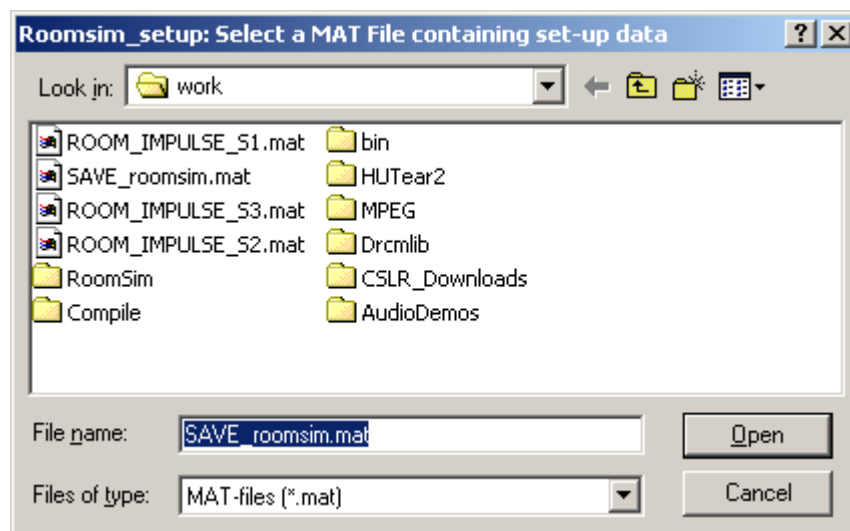 Roomsim_setup: Select a MAT File containing set-up data
Look in: work
ROOM_IMPULSE_S1.mat bin
SAVE_roomsim.mat HUTear2
ROOM_IMPULSE_S3.mat MPEG
ROOM_IMPULSE_S2.mat Drcmlib
RoomSim CSLR_Downloads
Compile AudioDemos
File name: SAVE_roomsim.mat Open
Files of type: MAT-files (*.mat) Cancel